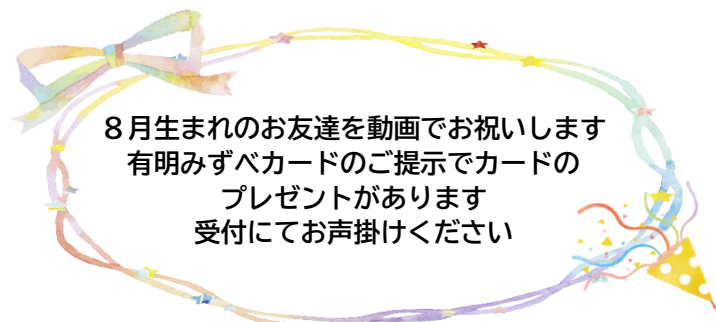 ８月生まれのお友達を動画でお祝いします
有明みずべカードのご提示でカードの
プレゼントがあります
受付にてお声掛けください